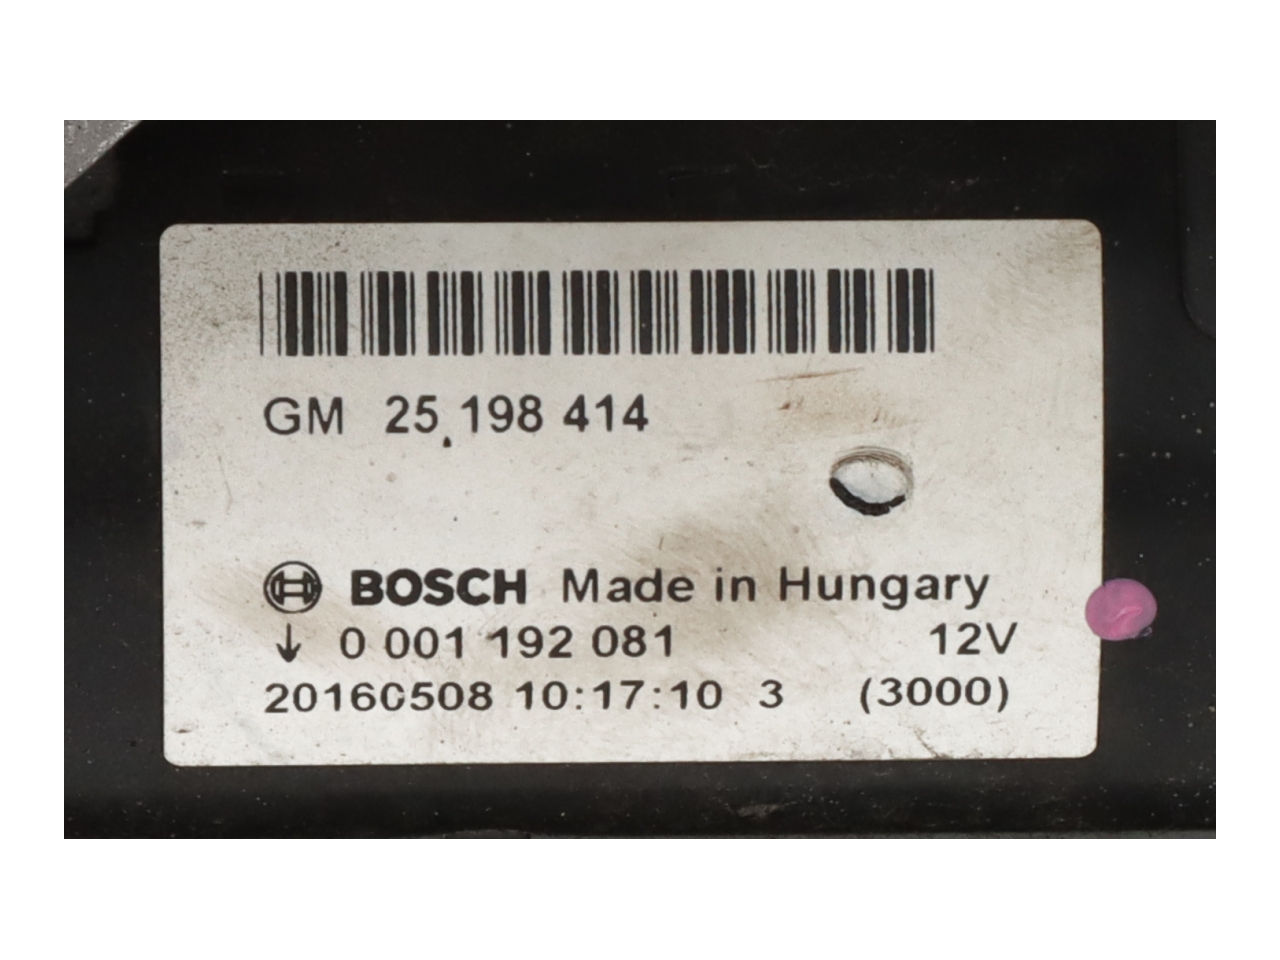 GM 25 198 414
BOSCH Made in Hungary
↓ 0 001 192 081 12V
20160508 10:17:10 3 (3000)